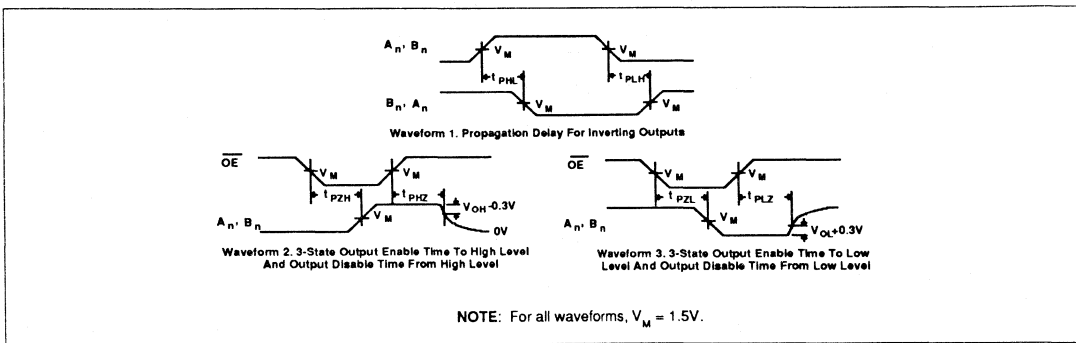 An, Bn
VM
VM
tPHL
tPLH
Bn, An
VM
VM
Waveform 1. Propagation Delay For Inverting Outputs
OE
VM
VM
tPZH
tPHZ
An, Bn
VM
VOH -0.3V
0V
Waveform 2. 3-State Output Enable Time To High Level
And Output Disable Time From High Level
OE
VM
VM
tPZL
tPLZ
An, Bn
VM
VOL+0.3V
Waveform 3. 3-State Output Enable Time To Low
Level And Output Disable Time From Low Level
NOTE: For all waveforms, VM = 1.5V.